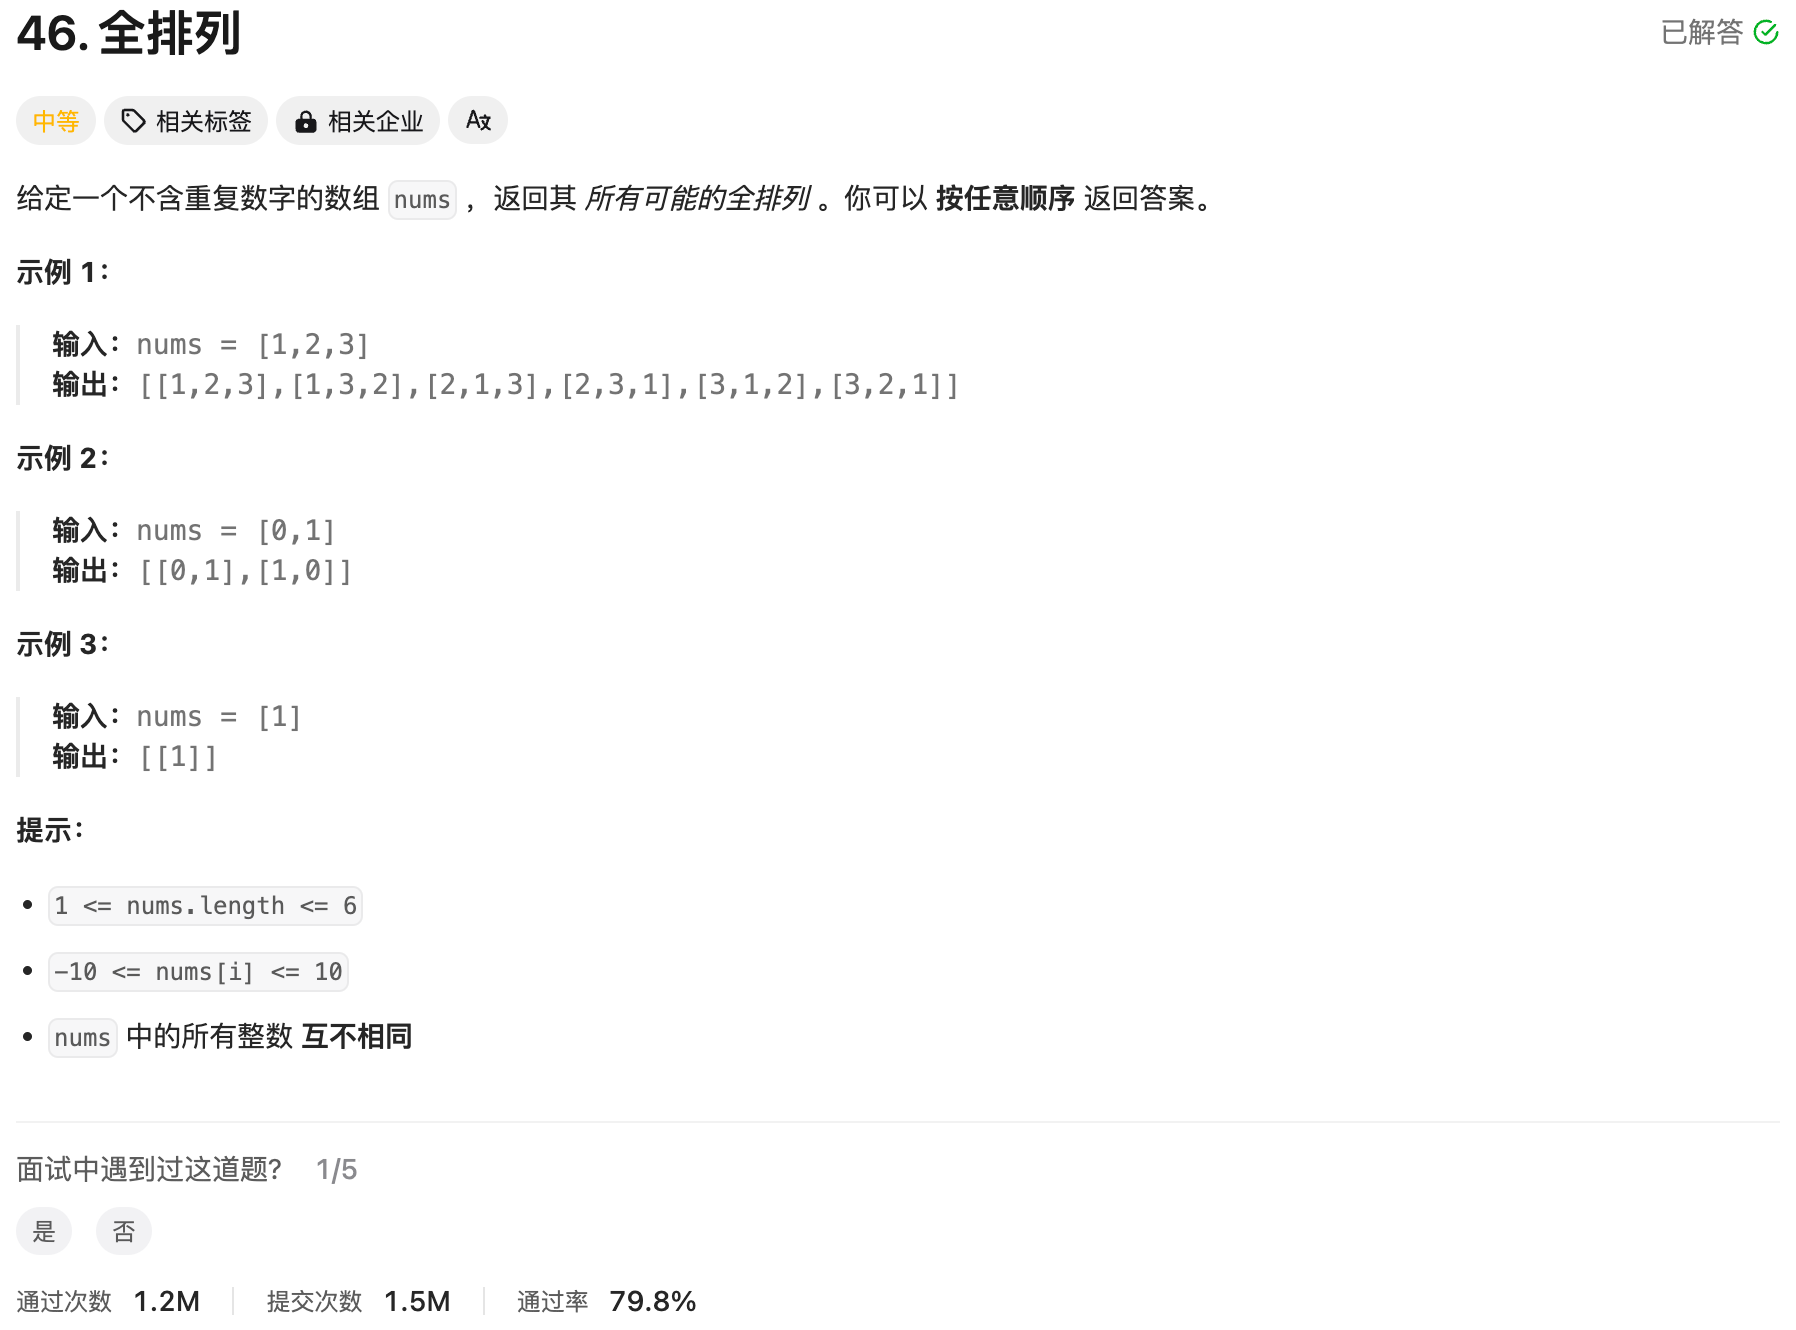 46. 全排列
已解答
中等 相关标签 相关企业
给定一个不含重复数字的数组 nums ，返回其 所有可能的全排列 。你可以 按任意顺序 返回答案。
示例 1：
输入：nums = [1,2,3]
输出：[[1,2,3],[1,3,2],[2,1,3],[2,3,1],[3,1,2],[3,2,1]]
示例 2：
输入：nums = [0,1]
输出：[[0,1],[1,0]]
示例 3：
输入：nums = [1]
输出：[[1]]
提示：
1 <= nums.length <= 6
-10 <= nums[i] <= 10
nums 中的所有整数 互不相同
面试中遇到过这道题? 1/5
是 否
通过次数 1.2M 提交次数 1.5M 通过率 79.8%